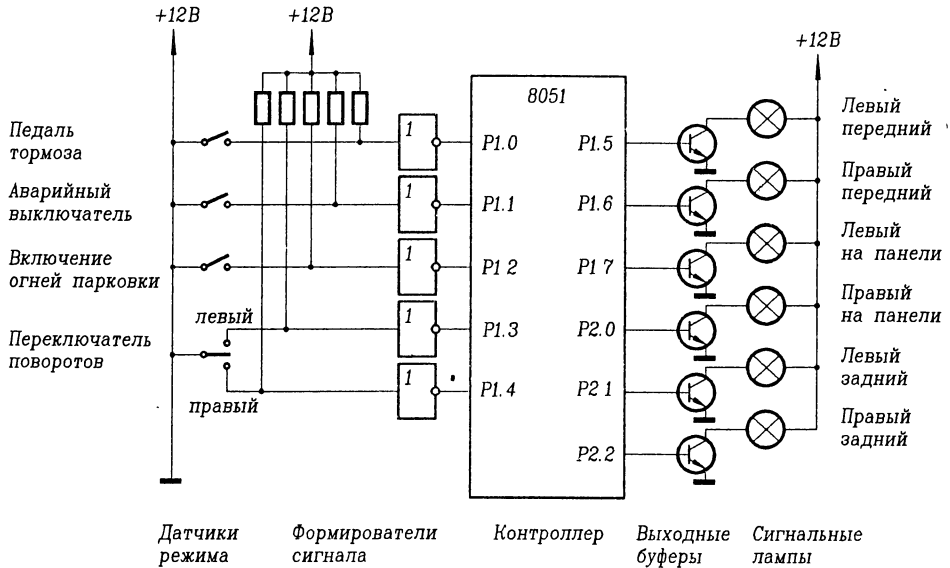 +12В
+12В
+12В
8051
Педаль
тормоза
1
P1.0
P1.5
Левый
передний
Аварийный
выключатель
1
P1.1
P1.6
Правый
передний
Включение
огней парковки
1
P1 2
P1 7
Левый
на панели
Переключатель
поворотов
левый
правый
1
P1.3
P2.0
Правый
на панели
1
P1.4
P2 1
Левый
задний
P2.2
Правый
задний
Датчики
режима
Формирователи
сигнала
Контроллер
Выходные
буферы
Сигнальные
лампы